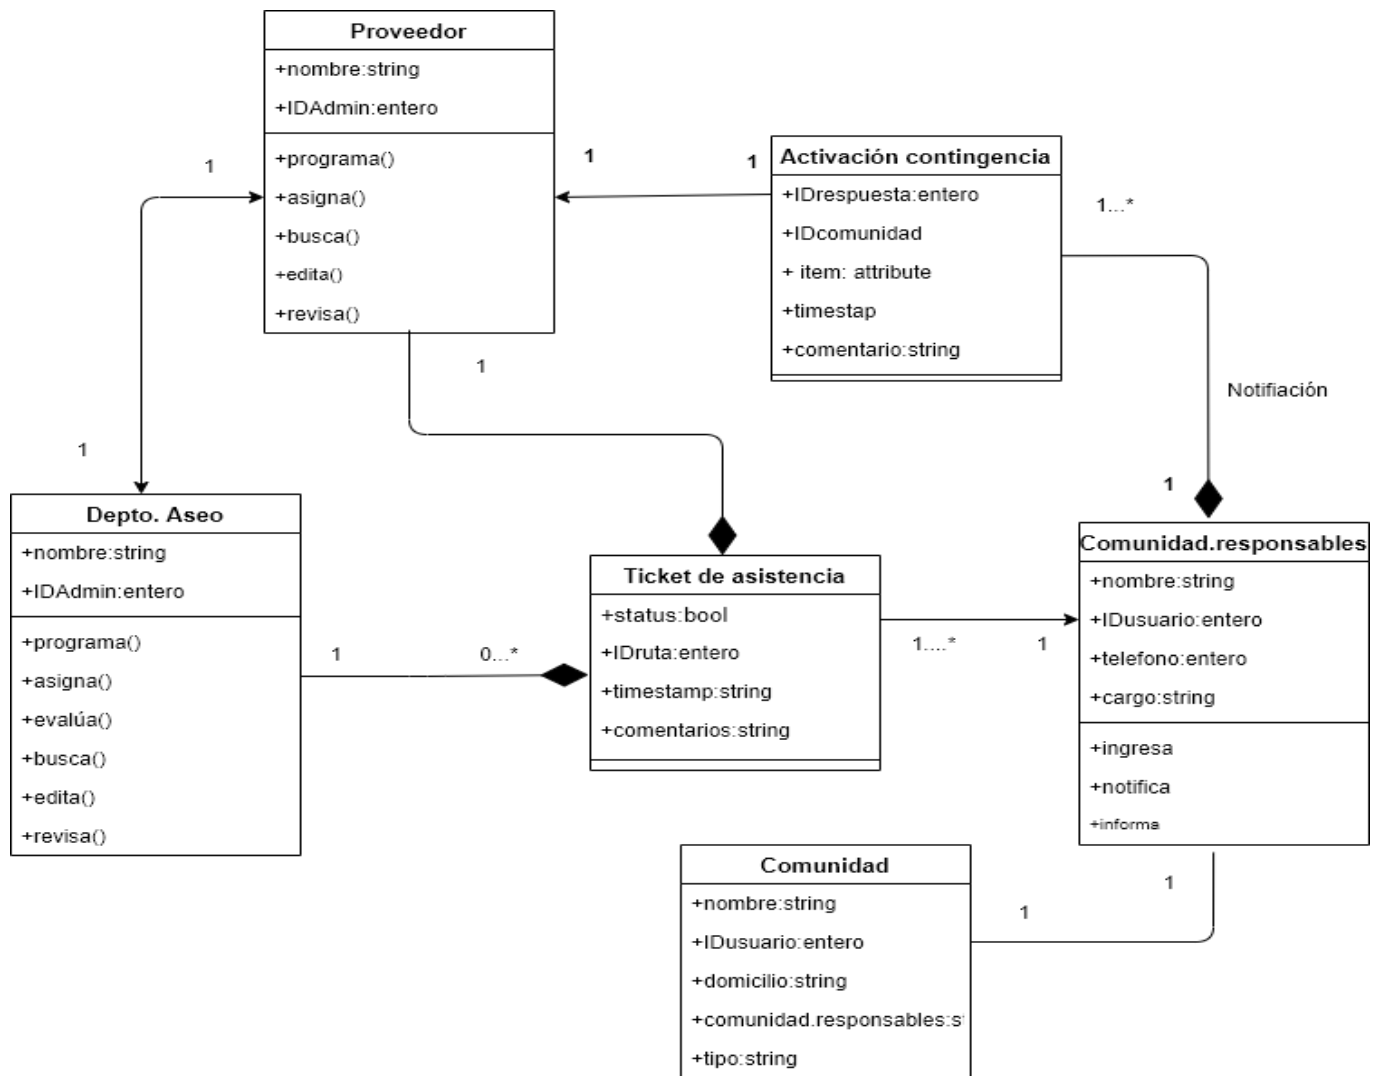 Proveedor
+nombre:string
+IDAdmin:entero
+programa()
+asigna()
+busca()
+edita()
+revisa()
1
1
1
1
1
Activación contingencia
+IDrespuesta:entero
+IDcomunidad
+ item: attribute
+timestap
+comentario:string
1...*
Notifiación
1
Depto. Aseo
+nombre:string
+IDAdmin:entero
+programa()
+asigna()
+evalúa()
+busca()
+edita()
+revisa()
1
0...*
Ticket de asistencia
+status:bool
+IDruta:entero
+timestamp:string
+comentarios:string
1....*
1
Comunidad.responsables
+nombre:string
+IDusuario:entero
+telefono:entero
+cargo:string
+ingresa
+notifica
+informa
1
1
Comunidad
+nombre:string
+IDusuario:entero
+domicilio:string
+comunidad.responsables:s
+tipo:string